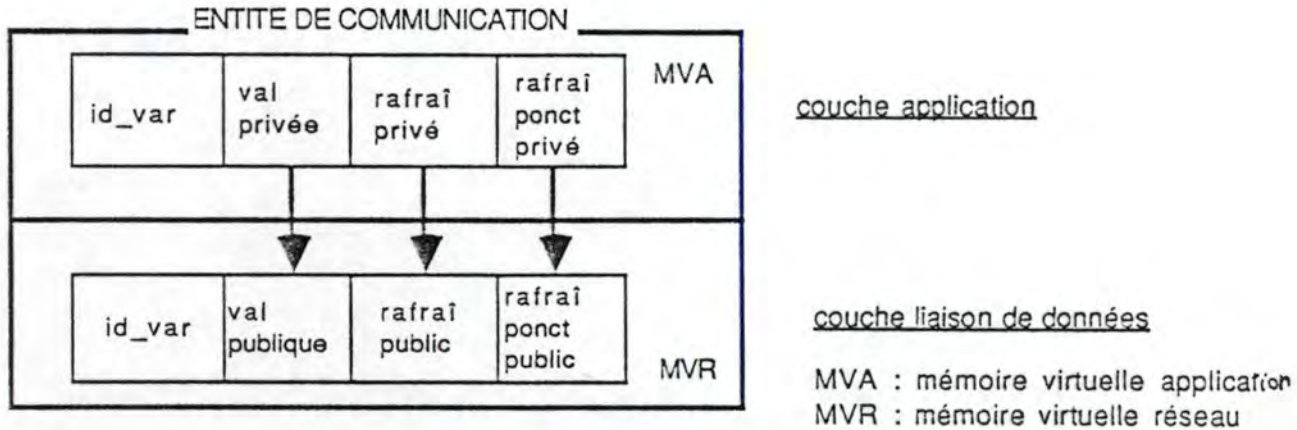 ENTITE DE COMMUNICATION
id_var
val
privée
rafraî
privé
rafraî
ponct
privé
MVA
couche application
id_var
val
publique
rafraî
public
rafraî
ponct
public
MVR
couche liaison de données
MVA : mémoire virtuelle application
MVR : mémoire virtuelle réseau